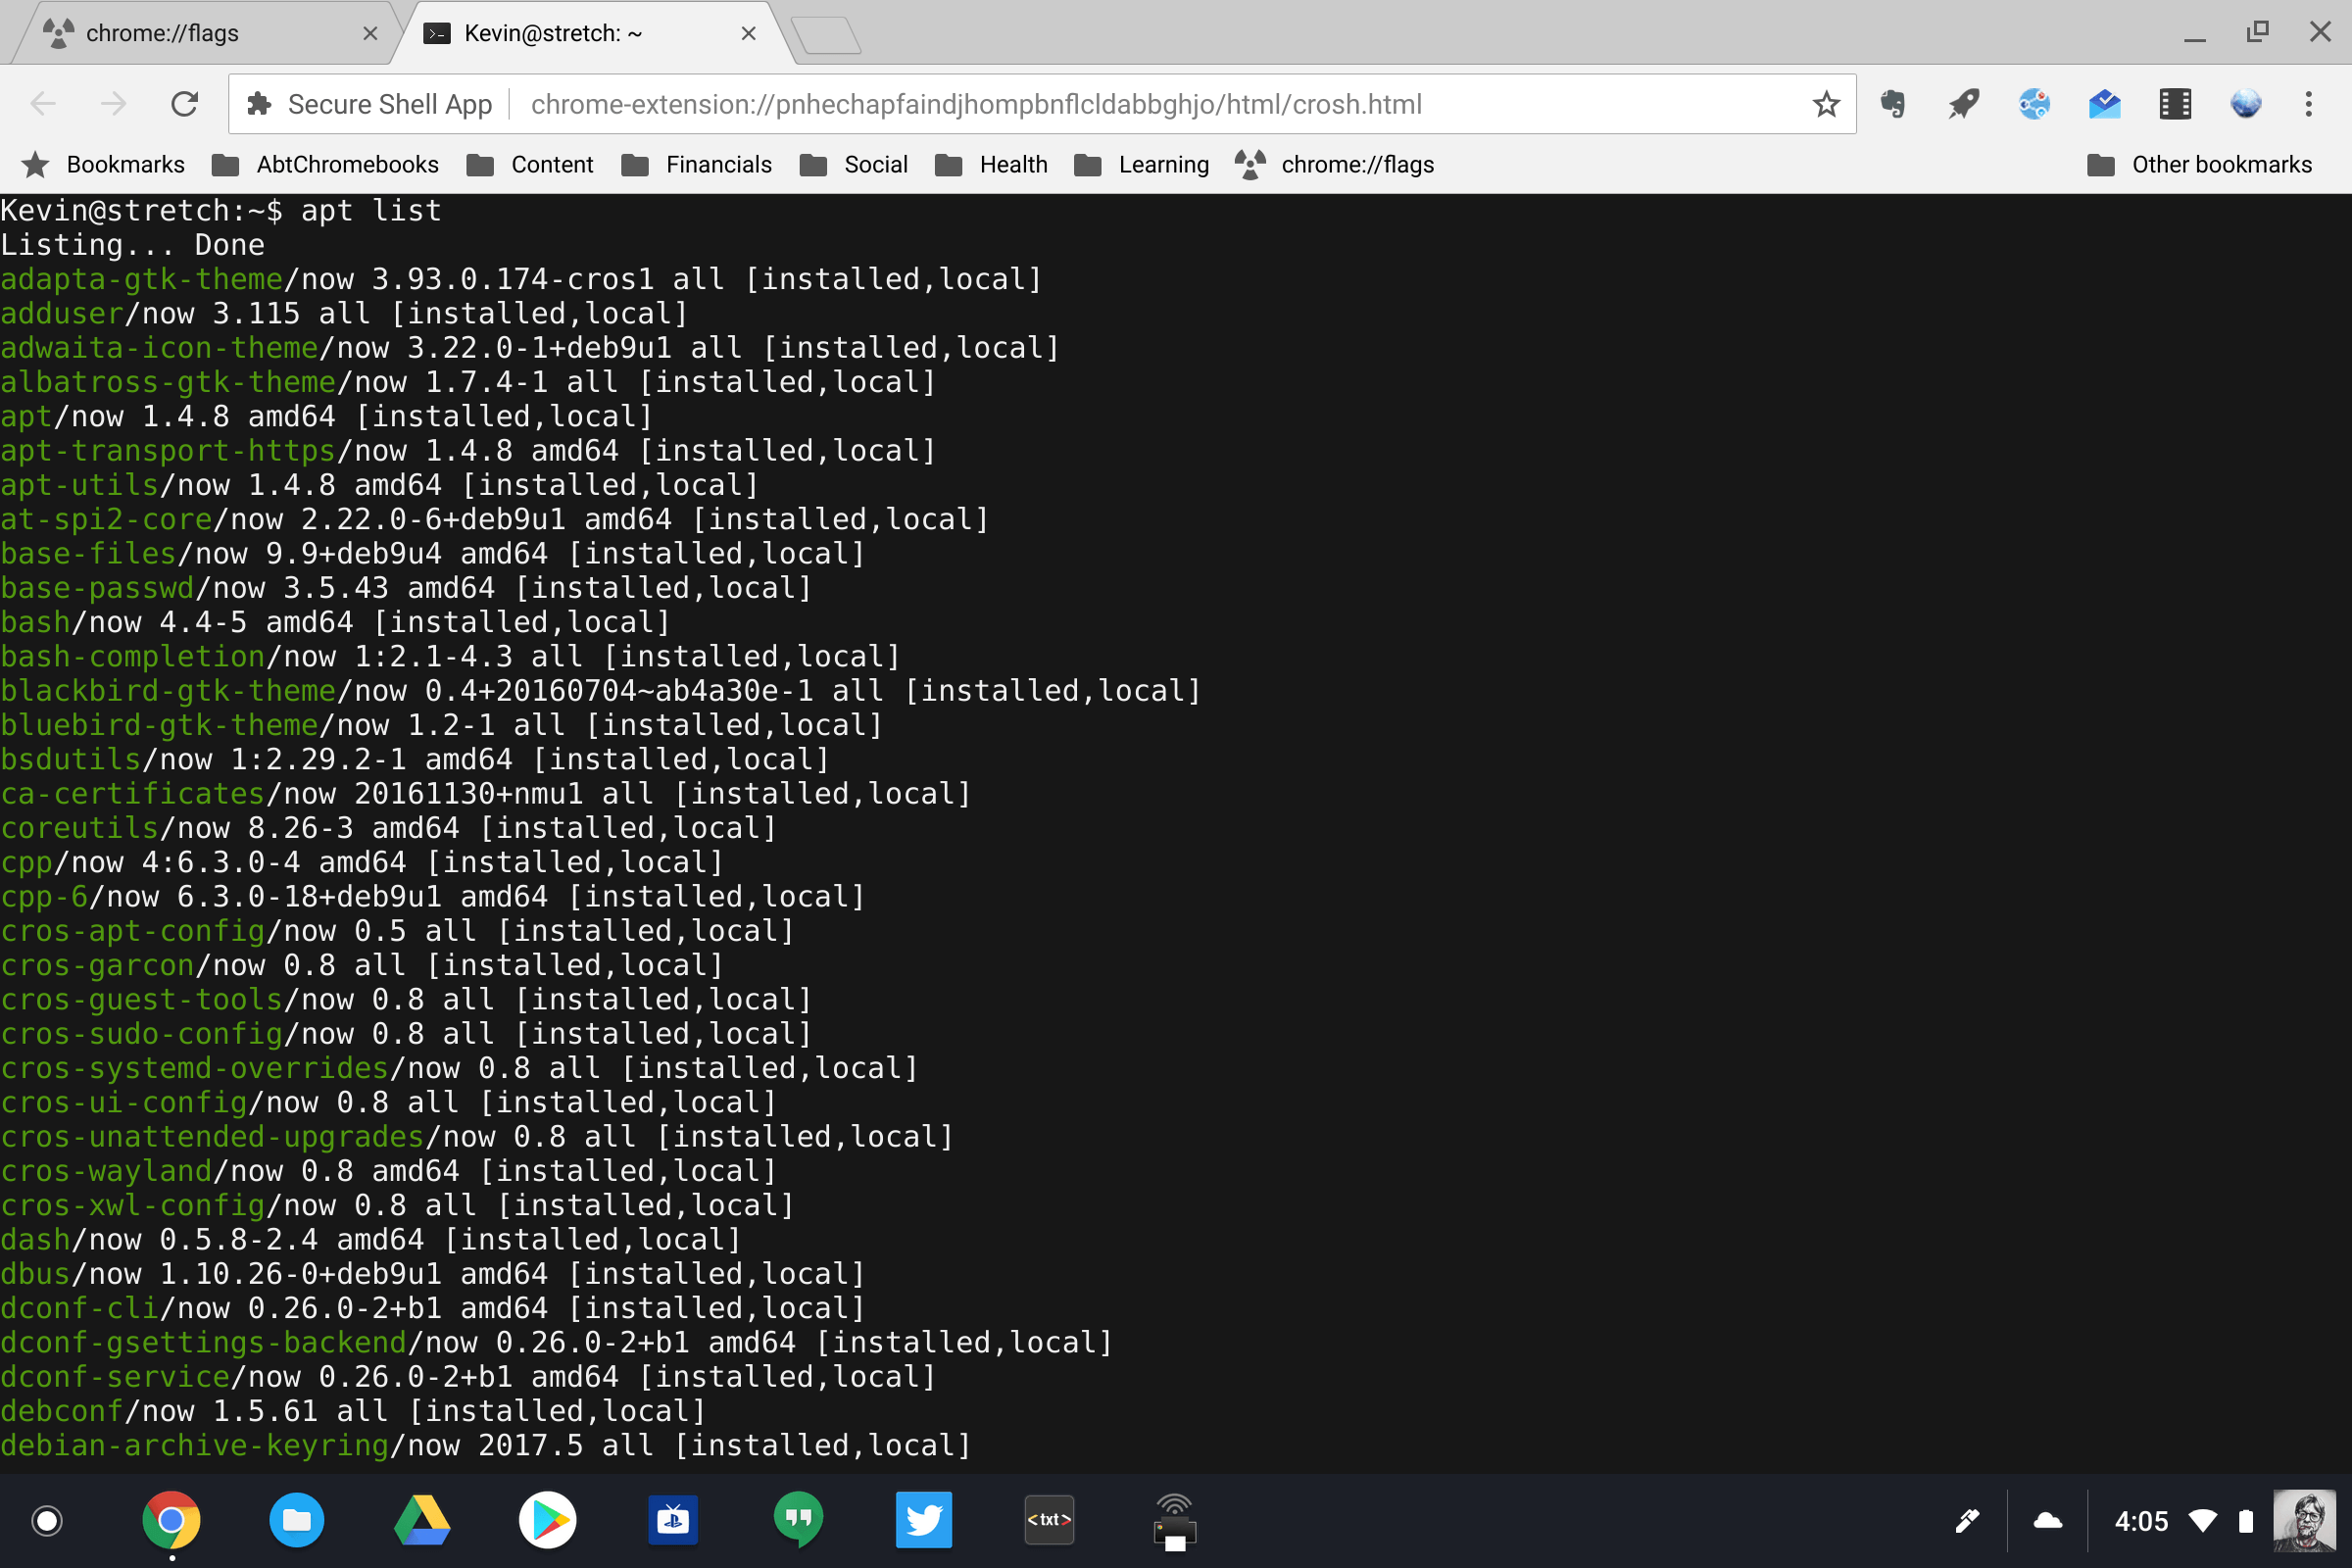 chrome://flags
Kevin@stretch: ~
Secure Shell App chrome-extension://pnhechapfaindjhompbnflcldabbghjo/html/crosh.html
Bookmarks AbtChromebooks Content Financials Social Health Learning chrome://flags Other bookmarks
Kevin@stretch:~$ apt list
Listing... Done
adapta-gtk-theme/now 3.93.0.174-cros1 all [installed,local]
adduser/now 3.115 all [installed,local]
adwaita-icon-theme/now 3.22.0-1+deb9u1 all [installed,local]
albatross-gtk-theme/now 1.7.4-1 all [installed,local]
apt/now 1.4.8 amd64 [installed,local]
apt-transport-https/now 1.4.8 amd64 [installed,local]
apt-utils/now 1.4.8 amd64 [installed,local]
at-spi2-core/now 2.22.0-6+deb9u1 amd64 [installed,local]
base-files/now 9.9+deb9u4 amd64 [installed,local]
base-passwd/now 3.5.43 amd64 [installed,local]
bash/now 4.4-5 amd64 [installed,local]
bash-completion/now 1:2.1-4.3 all [installed,local]
blackbird-gtk-theme/now 0.4+20160704~ab4a30e-1 all [installed,local]
bluebird-gtk-theme/now 1.2-1 all [installed,local]
bsdutils/now 1:2.29.2-1 amd64 [installed,local]
ca-certificates/now 20161130+nmu1 all [installed,local]
coreutils/now 8.26-3 amd64 [installed,local]
cpp/now 4:6.3.0-4 amd64 [installed,local]
cpp-6/now 6.3.0-18+deb9u1 amd64 [installed,local]
cros-apt-config/now 0.5 all [installed,local]
cros-garcon/now 0.8 all [installed,local]
cros-guest-tools/now 0.8 all [installed,local]
cros-sudo-config/now 0.8 all [installed,local]
cros-systemd-overrides/now 0.8 all [installed,local]
cros-ui-config/now 0.8 all [installed,local]
cros-unattended-upgrades/now 0.8 all [installed,local]
cros-wayland/now 0.8 amd64 [installed,local]
cros-xwl-config/now 0.8 all [installed,local]
dash/now 0.5.8-2.4 amd64 [installed,local]
dbus/now 1.10.26-0+deb9u1 amd64 [installed,local]
dconf-cli/now 0.26.0-2+b1 amd64 [installed,local]
dconf-gsettings-backend/now 0.26.0-2+b1 amd64 [installed,local]
dconf-service/now 0.26.0-2+b1 amd64 [installed,local]
debconf/now 1.5.61 all [installed,local]
debian-archive-keyring/now 2017.5 all [installed,local]
<txt>
4:05